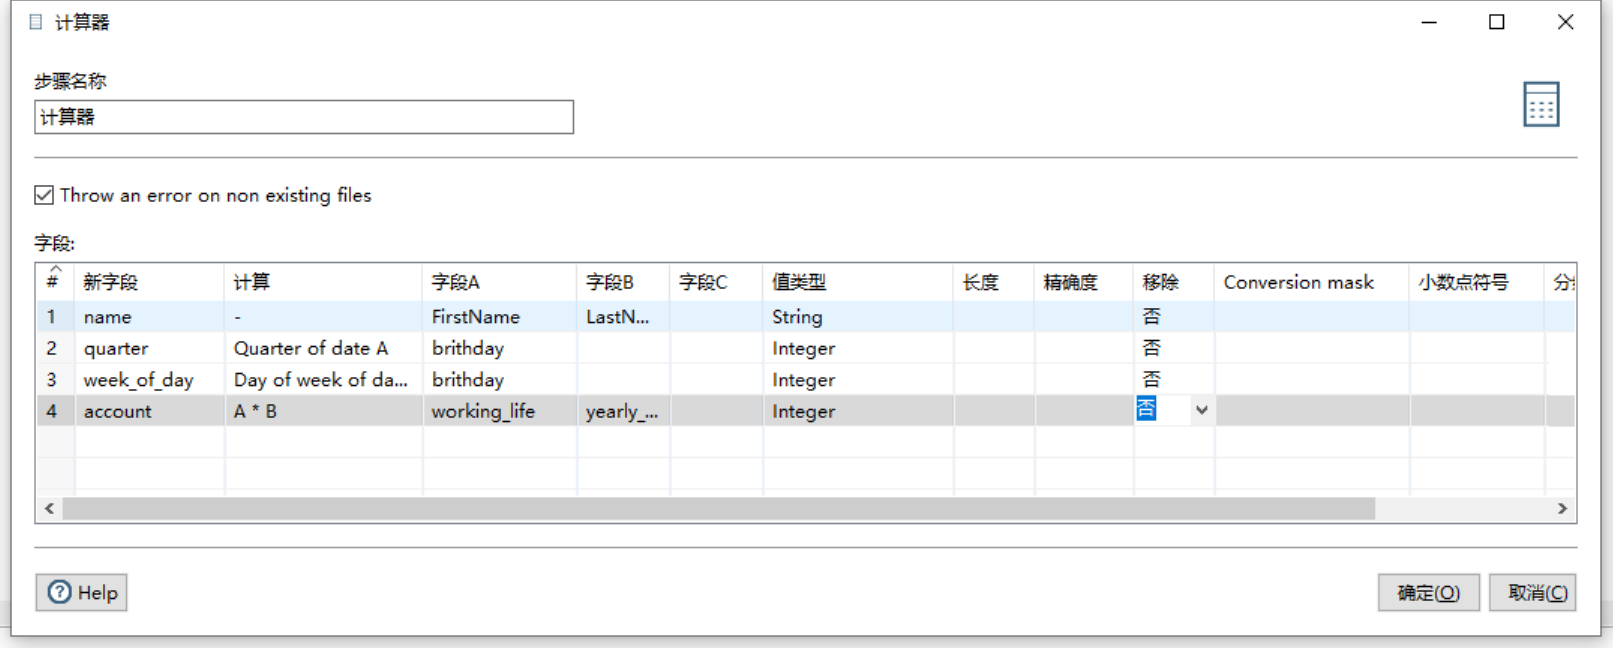 计算器
步骤名称
计算器
Throw an error on non existing files
字段:
# 新字段 计算 字段A 字段B 字段C 值类型 长度 精确度 移除 Conversion mask 小数点符号
1 name - FirstName LastN... String 否
2 quarter Quarter of date A brithday Integer 否
3 week_of_day Day of week of da... brithday Integer 否
4 account A * B working_life yearly_... Integer 否
Help 确定(O) 取消(C)